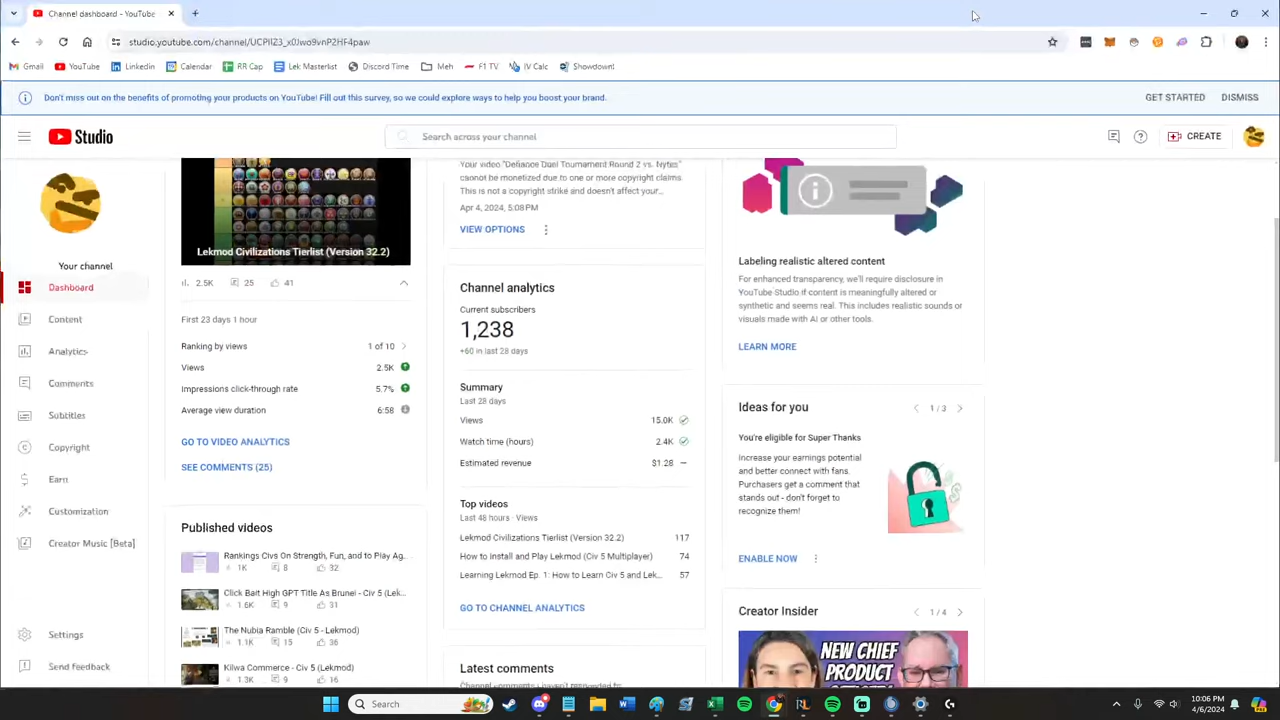 Channel dashboard - YouTube
studio.youtube.com/channel/UCPil23_x0Jwo9vnP2HF4paw
Gmail YouTube Linkedin Calendar RR Cap Lek Masterlist Discord Time Meh F1 TV IV Calc Showdown!
Don't miss out on the benefits of promoting your products on YouTube! Fill out this survey, so we could explore ways to help you boost your brand.
GET STARTED DISMISS
Studio
Search across your channel
CREATE
Your channel
Dashboard
Content
Analytics
Comments
Subtitles
Copyright
Earn
Customization
Creator Music [Beta]
Settings
Send feedback
Lekmod Civilizations Tierlist (Version 32.2)
2.5K 25 41
First 23 days 1 hour
Ranking by views 1 of 10
Views 2.5K
Impressions click-through rate 5.7%
Average view duration 6:58
GO TO VIDEO ANALYTICS
SEE COMMENTS (25)
Published videos
Rankings Civs On Strength, Fun, and to Play Ag...
1K 8 32
Click Bait High GPT Title As Brunei - Civ 5 (Lek...
1.6K 9 31
The Nubia Ramble (Civ 5 - Lekmod)
1.1K 15 36
Kilwa Commerce - Civ 5 (Lekmod)
1.3K 9 16
Your video "Defiance Duel Tournament Round 2 vs. Nytes"
cannot be monetized due to one or more copyright claims
This is not a copyright strike and doesn't affect your...
Apr 4, 2024, 5:08 PM
VIEW OPTIONS
Channel analytics
Current subscribers
1,238
+60 in last 28 days
Summary
Last 28 days
Views 15.0K
Watch time (hours) 2.4K
Estimated revenue $1.28 —
Top videos
Last 48 hours · Views
Lekmod Civilizations Tierlist (Version 32.2) 117
How to Install and Play Lekmod (Civ 5 Multiplayer) 74
Learning Lekmod Ep. 1: How to Learn Civ 5 and Lek... 57
GO TO CHANNEL ANALYTICS
Latest comments
Channel comments I haven't responded to
Labeling realistic altered content
For enhanced transparency, we'll require disclosure in
YouTube Studio if content is meaningfully altered or
synthetic and seems real. This includes realistic sounds or
visuals made with AI or other tools.
LEARN MORE
Ideas for you 1 / 3
You're eligible for Super Thanks
Increase your earnings potential
and better connect with fans.
Purchasers get a comment that
stands out - don't forget to
recognize them!
ENABLE NOW
Creator Insider 1 / 4
NEW CHIEF
PRODUCT
Search
10:06 PM
4/6/2024